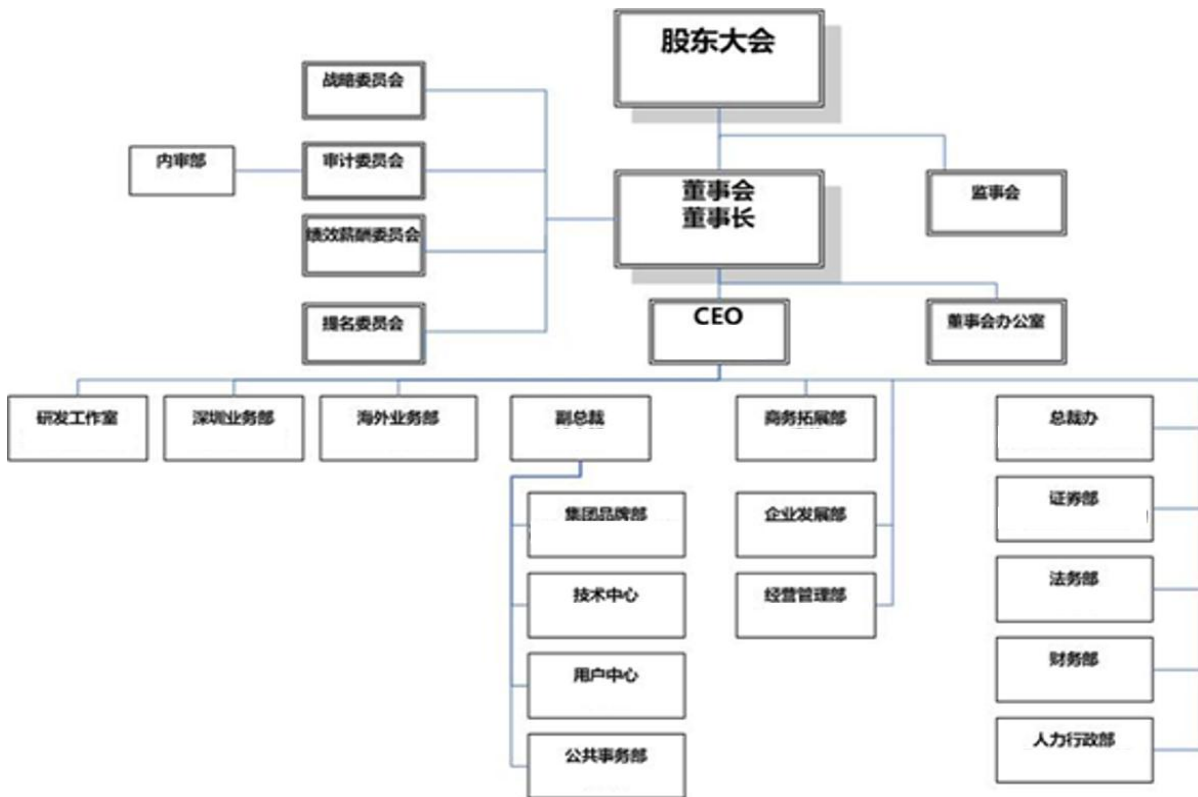 股东大会
战略委员会
内审部
审计委员会
董事会
董事长
监事会
绩效薪酬委员会
提名委员会
CEO
董事会办公室
研发工作室
深圳业务部
海外业务部
副总裁
商务拓展部
总裁办
集团品牌部
企业发展部
证券部
技术中心
经营管理部
法务部
用户中心
财务部
公共事务部
人力行政部